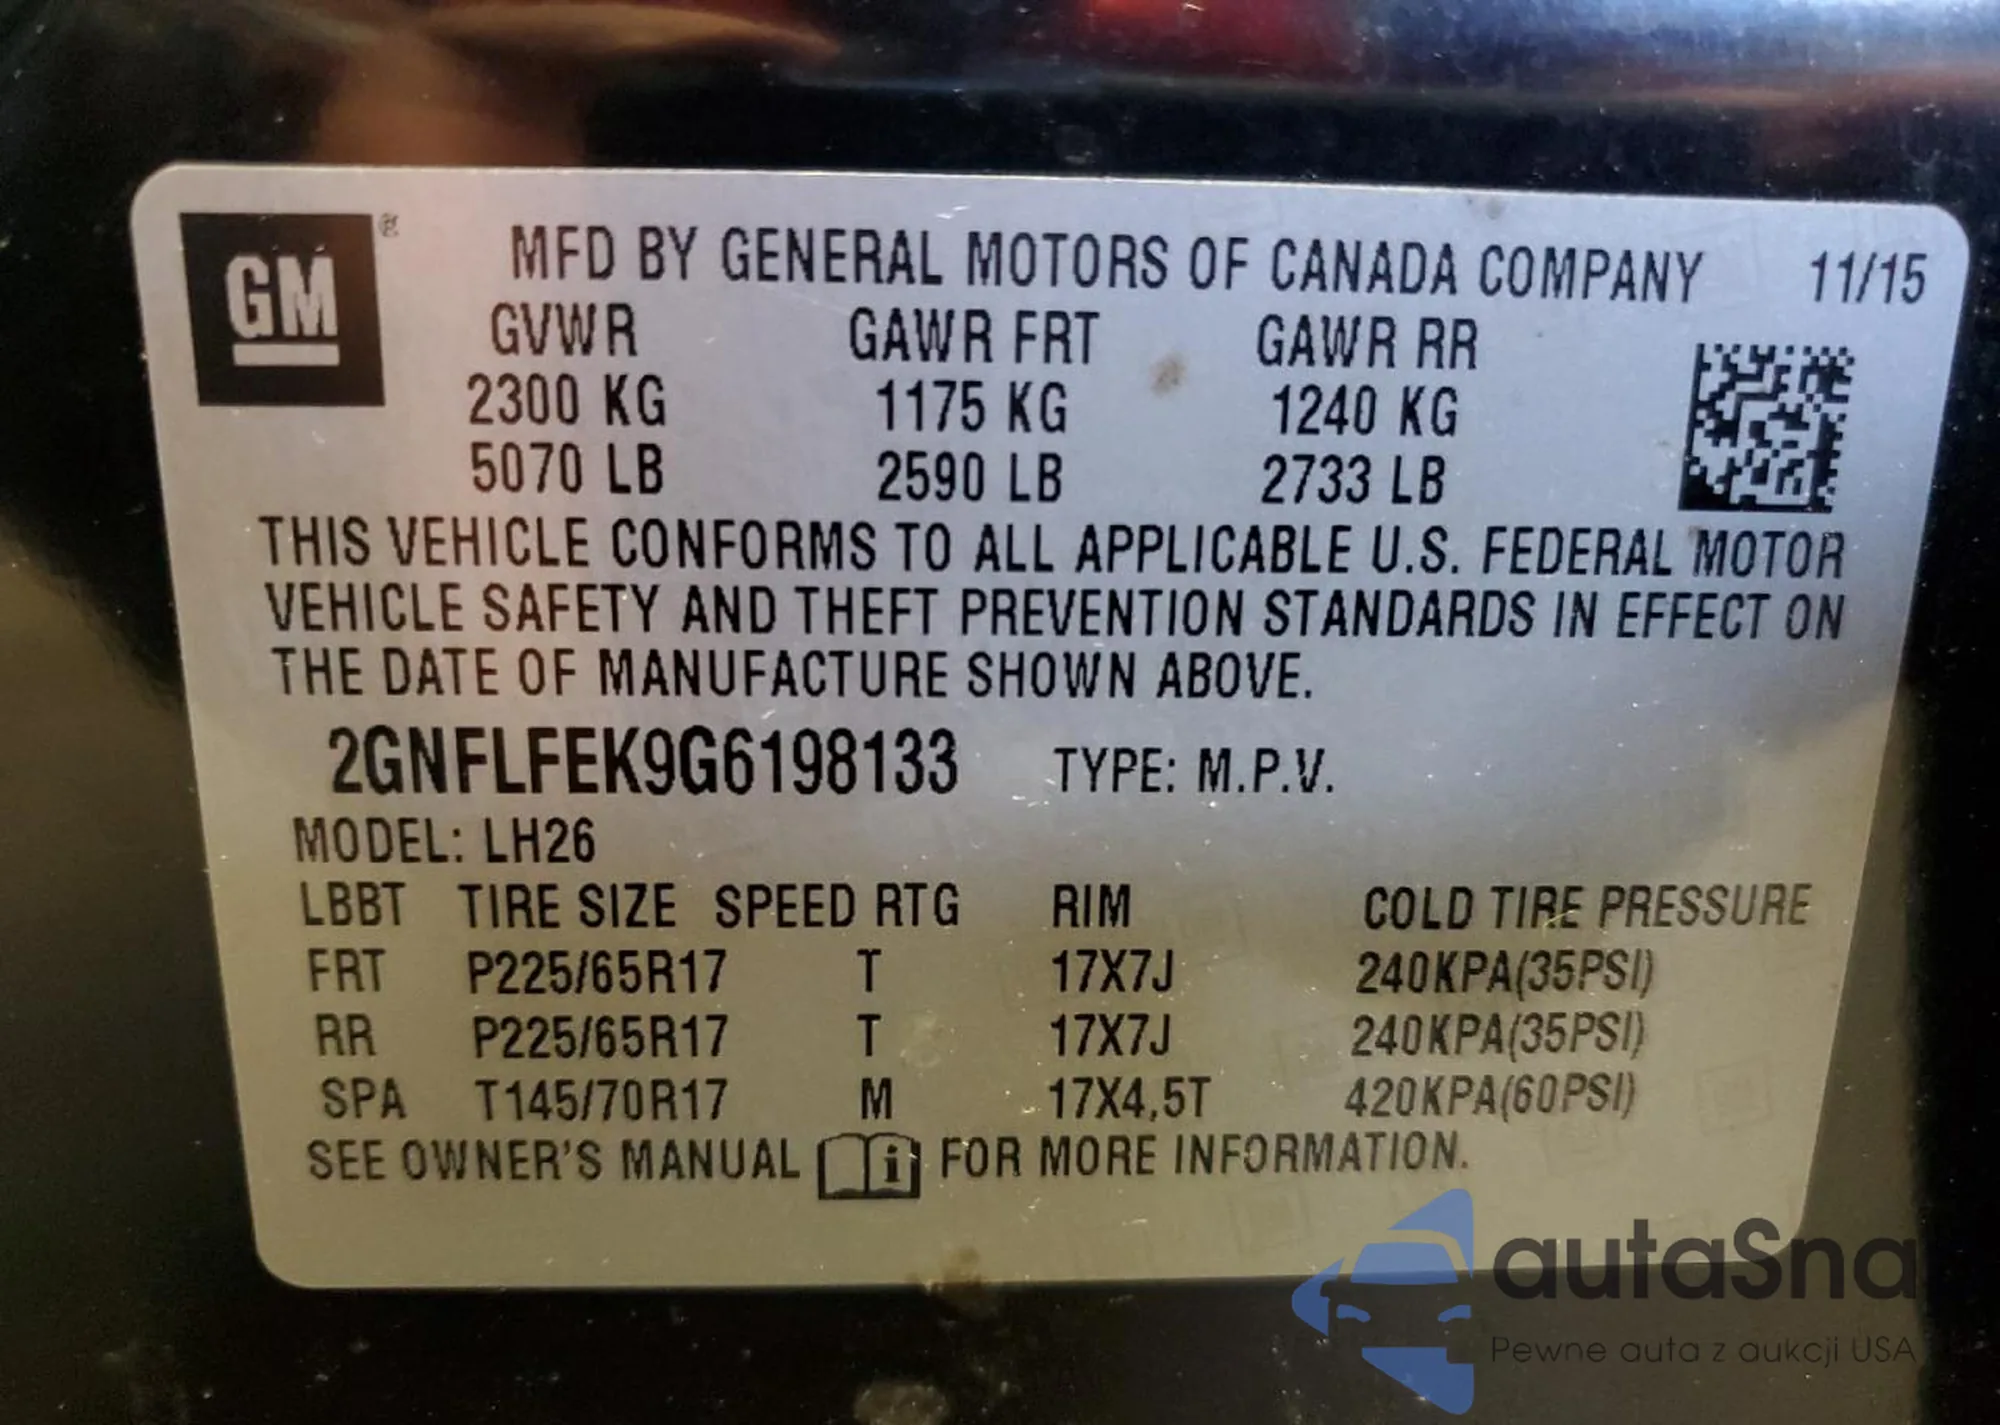 GM ®
MFD BY GENERAL MOTORS OF CANADA COMPANY 11/15
GVWR GAWR FRT GAWR RR
2300 KG 1175 KG 1240 KG
5070 LB 2590 LB 2733 LB
THIS VEHICLE CONFORMS TO ALL APPLICABLE U.S. FEDERAL MOTOR
VEHICLE SAFETY AND THEFT PREVENTION STANDARDS IN EFFECT ON
THE DATE OF MANUFACTURE SHOWN ABOVE.
2GNFLFEK9G6198133 TYPE: M.P.V.
MODEL: LH26
LBBT TIRE SIZE SPEED RTG RIM COLD TIRE PRESSURE
FRT P225/65R17 T 17X7J 240KPA(35PSI)
RR P225/65R17 T 17X7J 240KPA(35PSI)
SPA T145/70R17 M 17X4,5T 420KPA(60PSI)
SEE OWNER'S MANUAL i FOR MORE INFORMATION.
autaSna
Pewne auta z aukcji USA